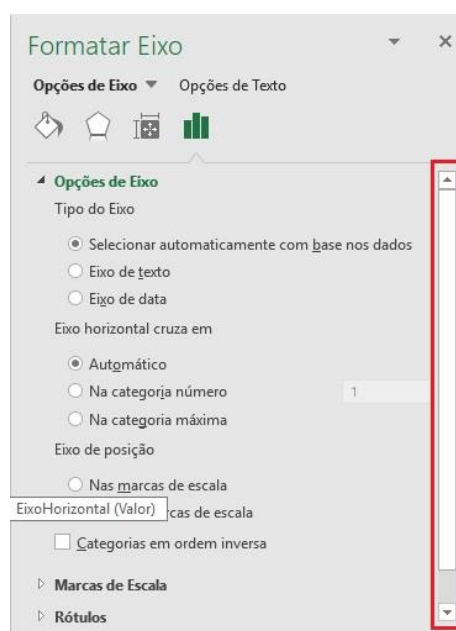 Formatar Eixo
Opções de Eixo Opções de Texto
Opções de Eixo
Tipo do Eixo
Selecionar automaticamente com base nos dados
Eixo de texto
Eixo de data
Eixo horizontal cruza em
Automático
Na categoria número 1
Na categoria máxima
Eixo de posição
Nas marcas de escala
EixoHorizontal (Valor) cas de escala
Categorias em ordem inversa
Marcas de Escala
Rótulos